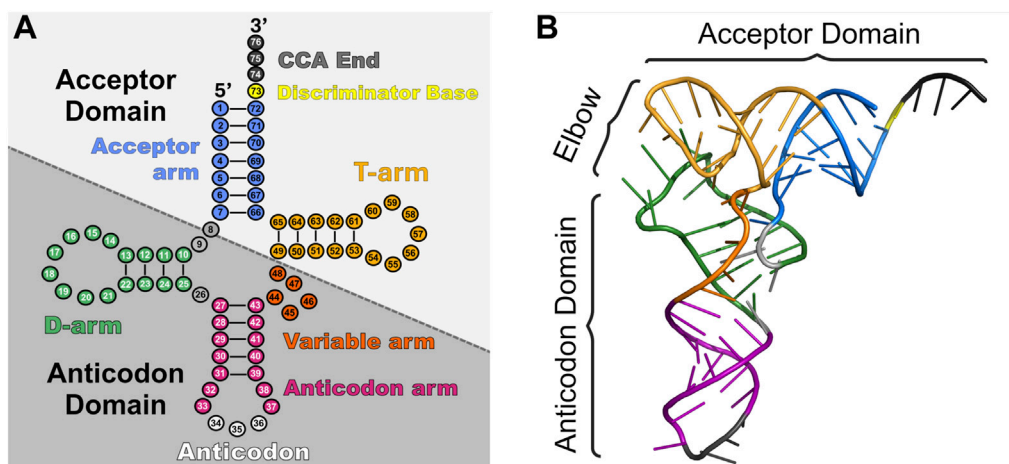 A
3’
76
75
74
73
CCA End
Discriminator Base
5’
Acceptor
Domain
Acceptor
arm
1 72
2 71
3 70
4 69
5 68
6 67
7 66
T-arm
65 64 63 62 61 60 59 58 57 56 55 54
49 50 51 52 53
8
9
17 16 15 14 13 12 11 10
18 19 20 21 22 23 24 25
26
D-arm
48
47
44 46
45
Variable arm
27 43
28 42
29 41
30 40
31 39
32 38
33 37
34 35 36
Anticodon
Domain
Anticodon arm
Anticodon
B
Acceptor Domain
Elbow
Anticodon Domain